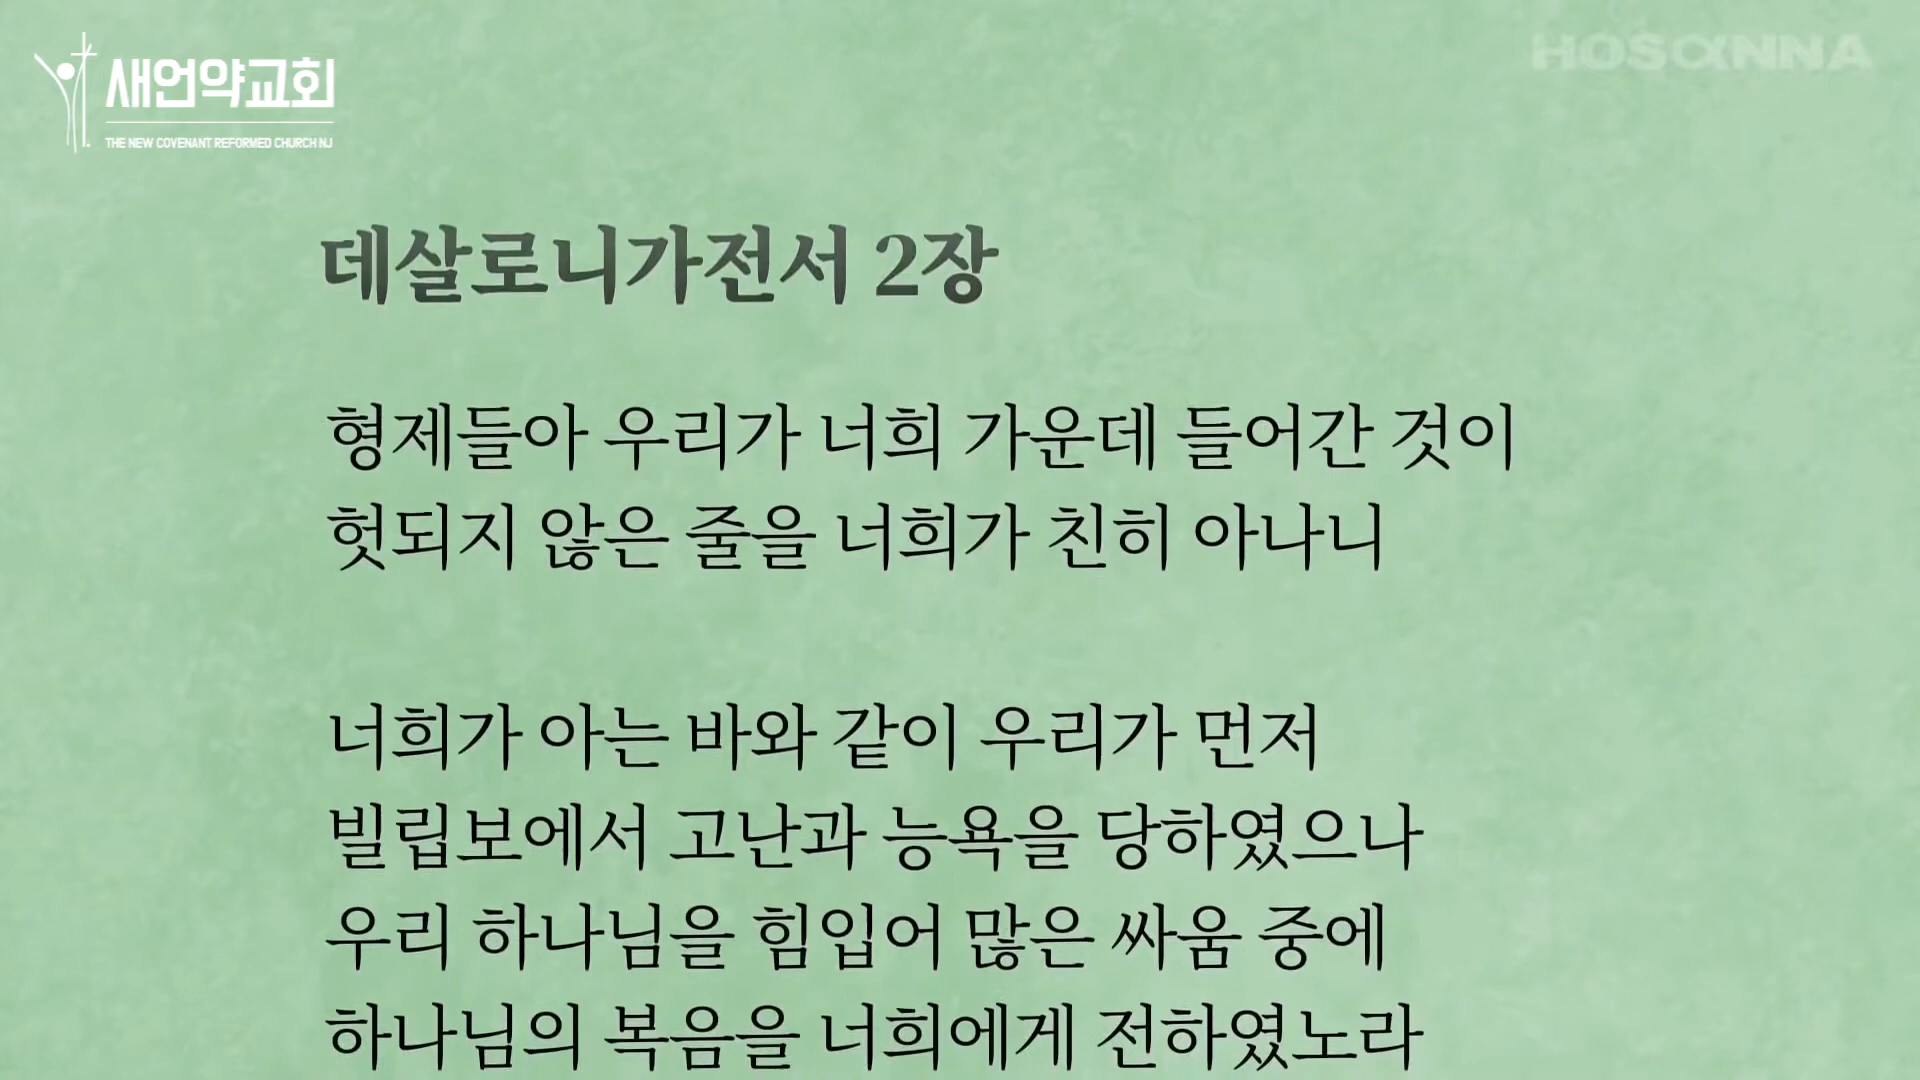 새언약교회
THE NEW COVENANT REFORMED CHURCH NJ
HOSANNA
데살로니가전서 2장
형제들아 우리가 너희 가운데 들어간 것이
헛되지 않은 줄을 너희가 친히 아나니
너희가 아는 바와 같이 우리가 먼저
빌립보에서 고난과 능욕을 당하였으나
우리 하나님을 힘입어 많은 싸움 중에
하나님의 복음을 너희에게 전하였노라